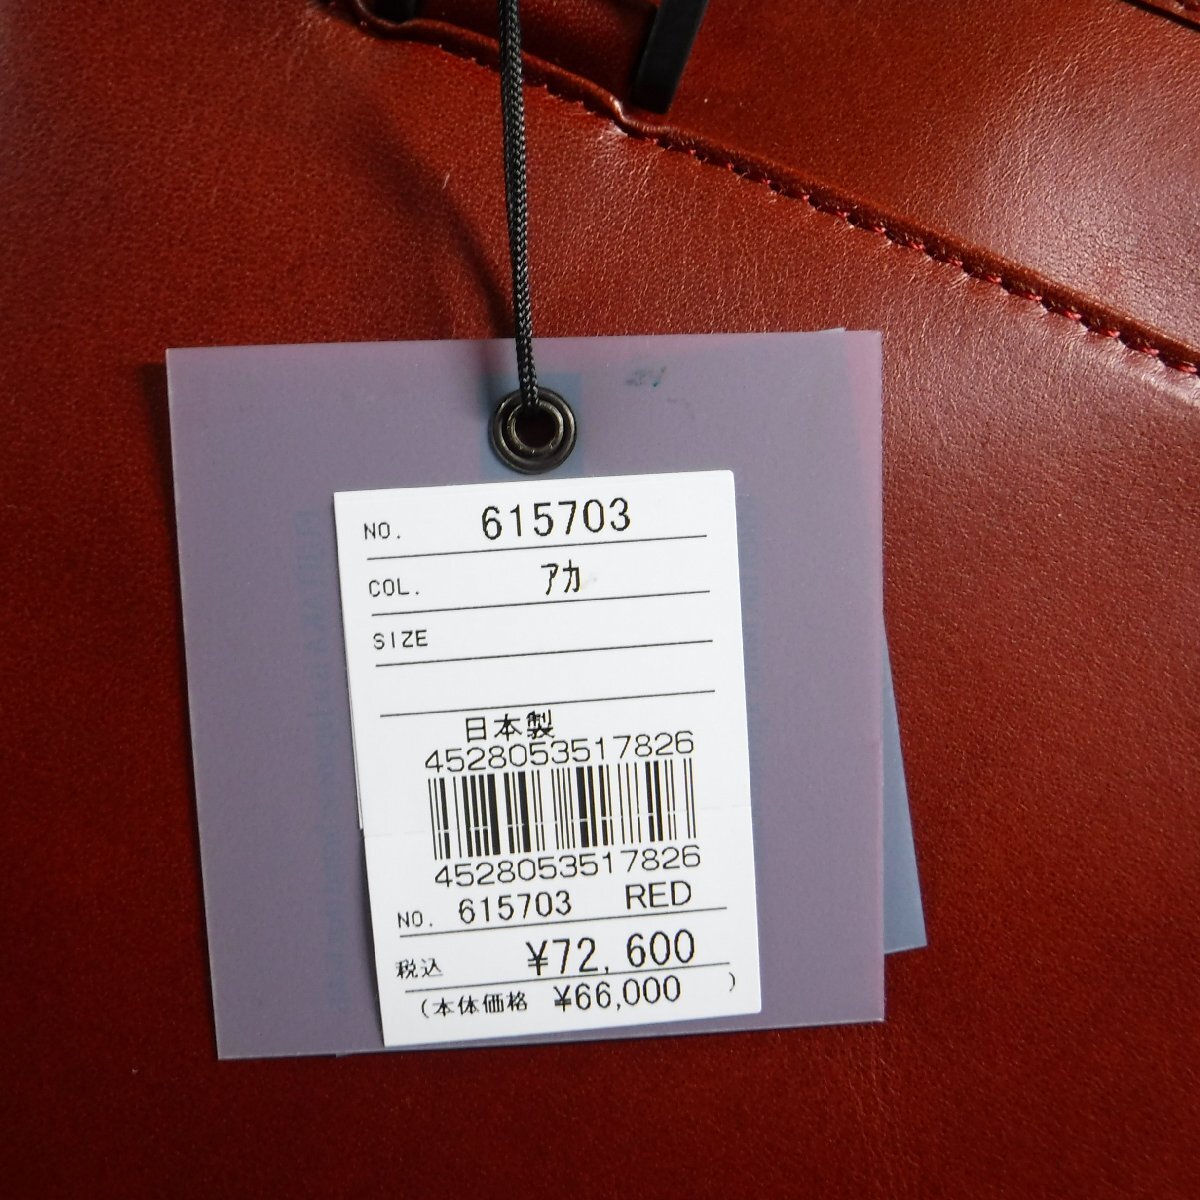 NO. 615703
COL. アカ
SIZE
日本製
4528053517826
4528053517826
NO. 615703 RED
税込 ¥72,600
(本体価格 ¥66,000 )